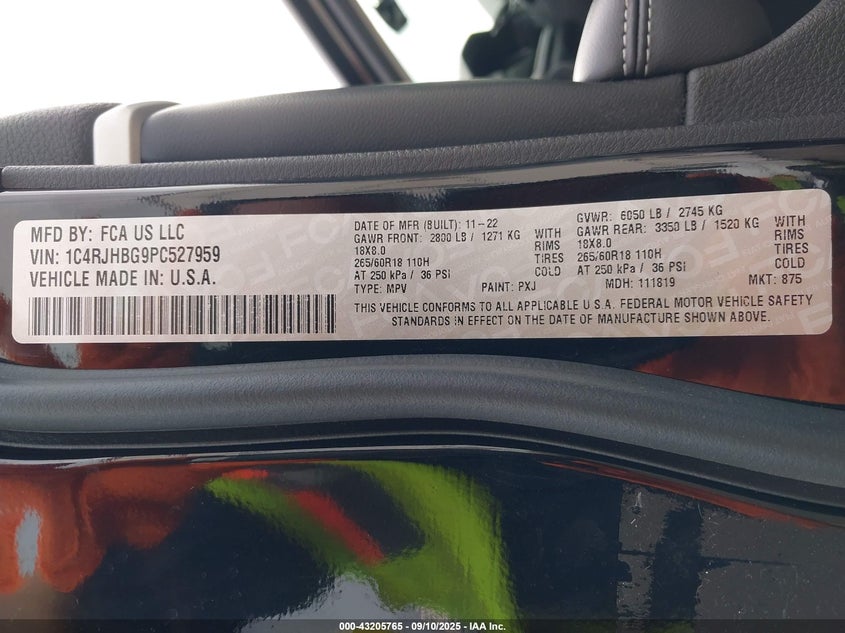 MFD BY: FCA US LLC
VIN: 1C4RJHBG9PC527959
VEHICLE MADE IN: U.S.A.
DATE OF MFR (BUILT): 11-22
GAWR FRONT: 2800 LB / 1271 KG WITH
18X8.0 RIMS
265/60R18 110H TIRES
AT 250 kPa / 36 PSI COLD
TYPE: MPV PAINT: PXJ
GVWR: 6050 LB / 2745 KG
GAWR REAR: 3350 LB / 1520 KG WITH
18X8.0 RIMS
265/60R18 110H TIRES
AT 250 kPa / 36 PSI COLD
MDH: 111819 MKT: 875
THIS VEHICLE CONFORMS TO ALL APPLICABLE U.S.A. FEDERAL MOTOR VEHICLE SAFETY
STANDARDS IN EFFECT ON THE DATE OF MANUFACTURE SHOWN ABOVE.
000-43205765 - 09/10/2025 - IAA Inc.